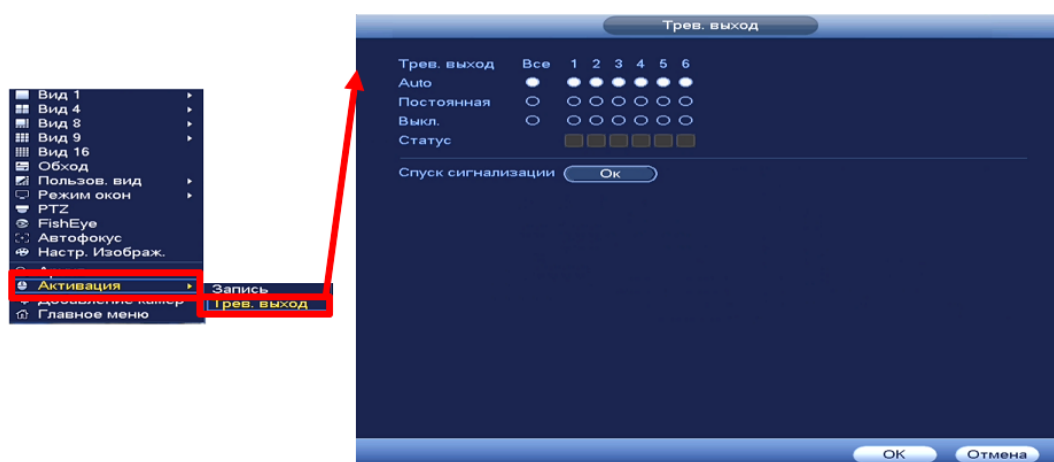 Вид 1
Вид 4
Вид 8
Вид 9
Вид 16
Обход
Пользов. вид
Режим окон
PTZ
FishEye
Автофокус
Настр. Изображ.
Активация
Добавление камер
Главное меню
Запись
Трев. выход
Трев. выход
Трев. выход Все 1 2 3 4 5 6
Auto
Постоянная
Выкл.
Статус
Спуск сигнализации Ок
OK Отмена